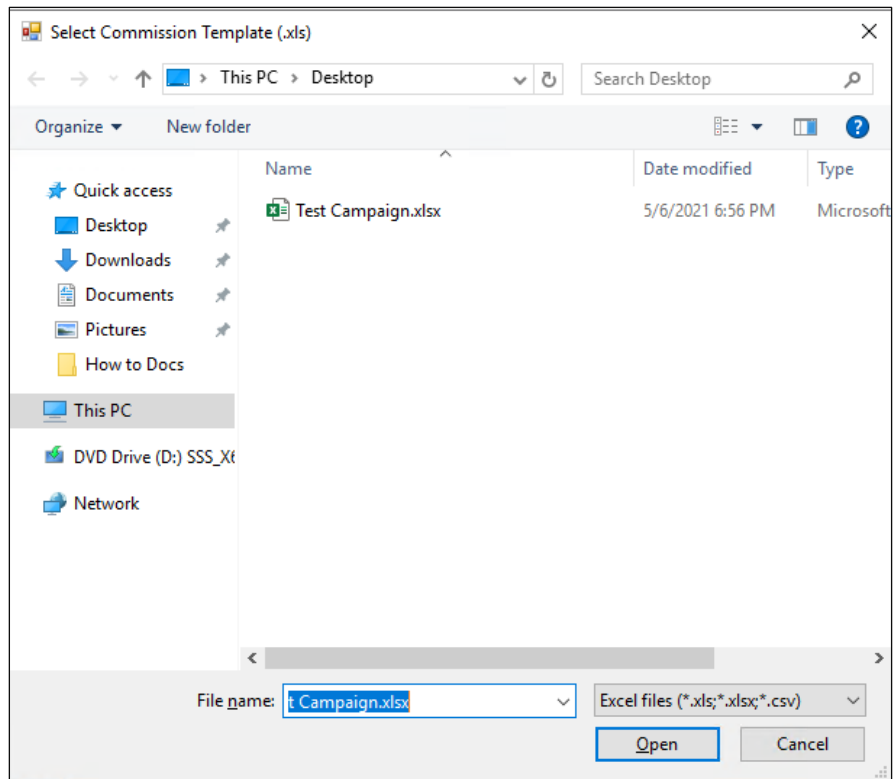 Select Commission Template (.xls)
This PC > Desktop
Search Desktop
Organize
New folder
Name
Date modified
Type
Quick access
Test Campaign.xlsx
5/6/2021 6:56 PM
Microsoft
Desktop
Downloads
Documents
Pictures
How to Docs
This PC
DVD Drive (D:) SSS_X6
Network
File name:
t Campaign.xlsx
Excel files (*.xls;*.xlsx;*.csv)
Open
Cancel